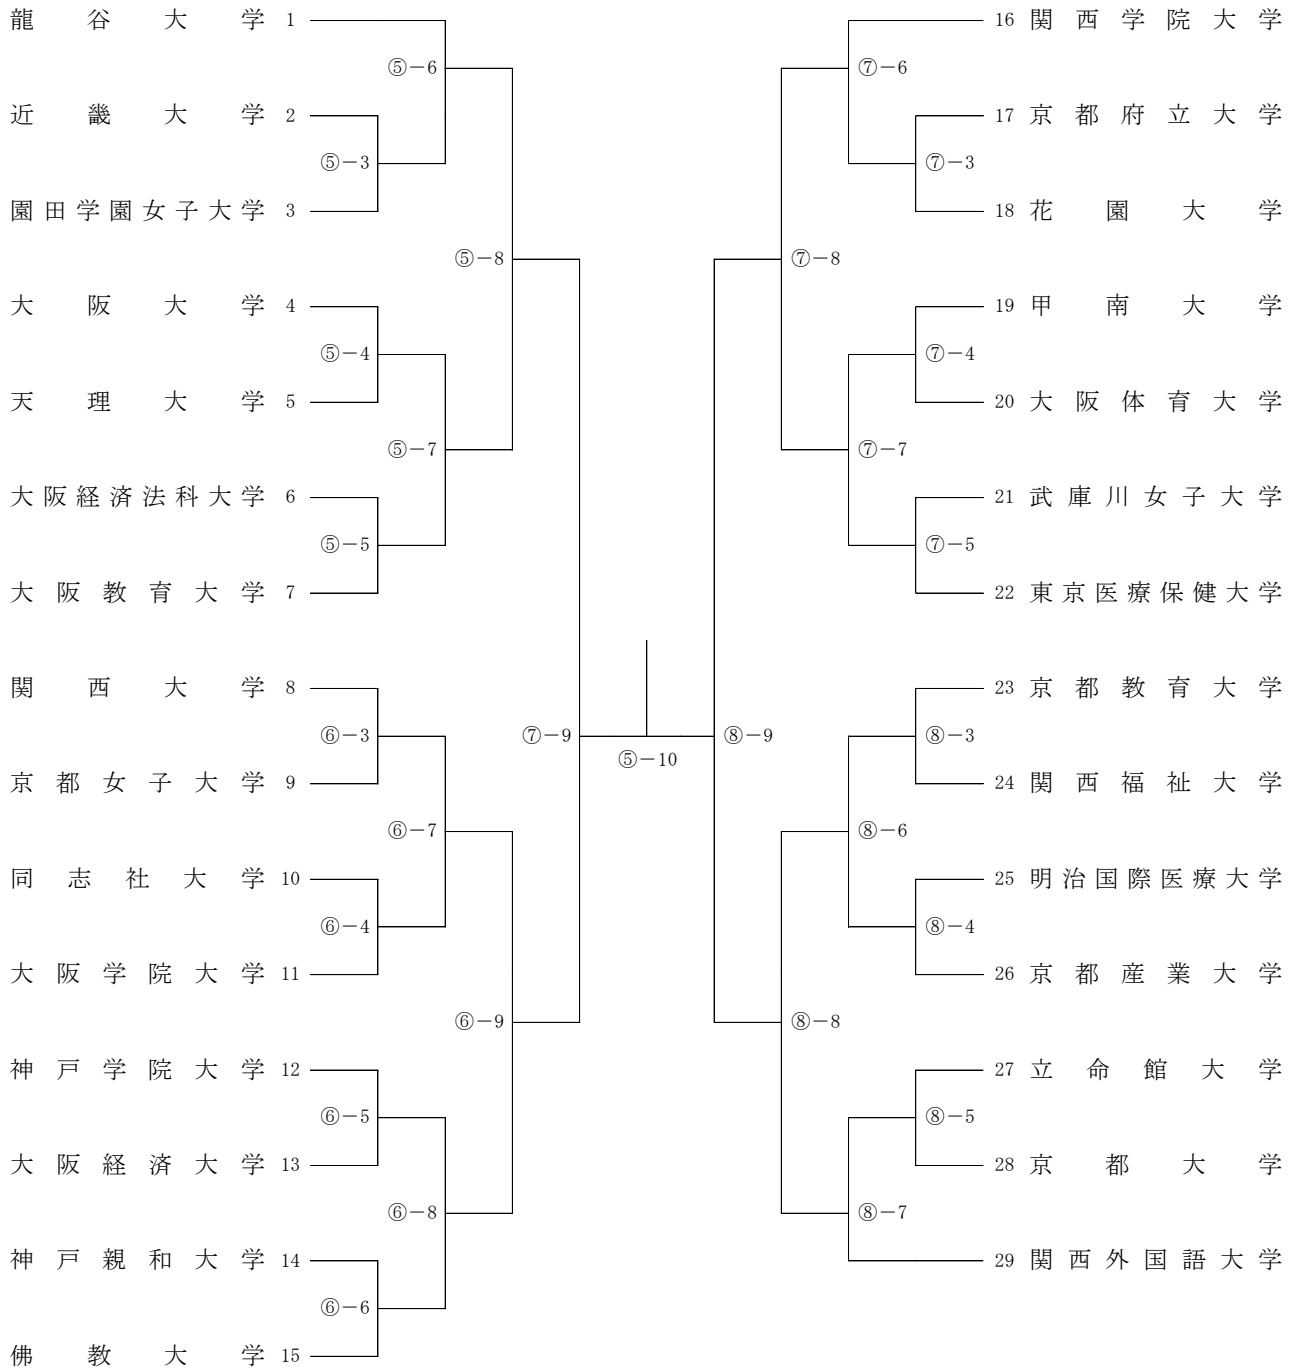 龍谷大学 1
⑤－6
近畿大学 2
⑤－3
園田学園女子大学 3
⑤－8
大阪大学 4
⑤－4
天理大学 5
⑤－7
大阪経済法科大学 6
⑤－5
大阪教育大学 7
関西大学 8
⑥－3
京都女子大学 9
⑥－7
同志社大学 10
⑥－4
大阪学院大学 11
⑥－9
神戸学院大学 12
⑥－5
大阪経済大学 13
⑥－8
神戸親和大学 14
⑥－6
佛教大学 15
⑦－9
⑤－10
⑧－9
16 関西学院大学
⑦－6
17 京都府立大学
⑦－3
18 花園大学
⑦－8
19 甲南大学
⑦－4
20 大阪体育大学
⑦－7
21 武庫川女子大学
⑦－5
22 東京医療保健大学
23 京都教育大学
⑧－3
24 関西福祉大学
⑧－6
25 明治国際医療大学
⑧－4
26 京都産業大学
⑧－8
27 立命館大学
⑧－5
28 京都大学
⑧－7
29 関西外国語大学